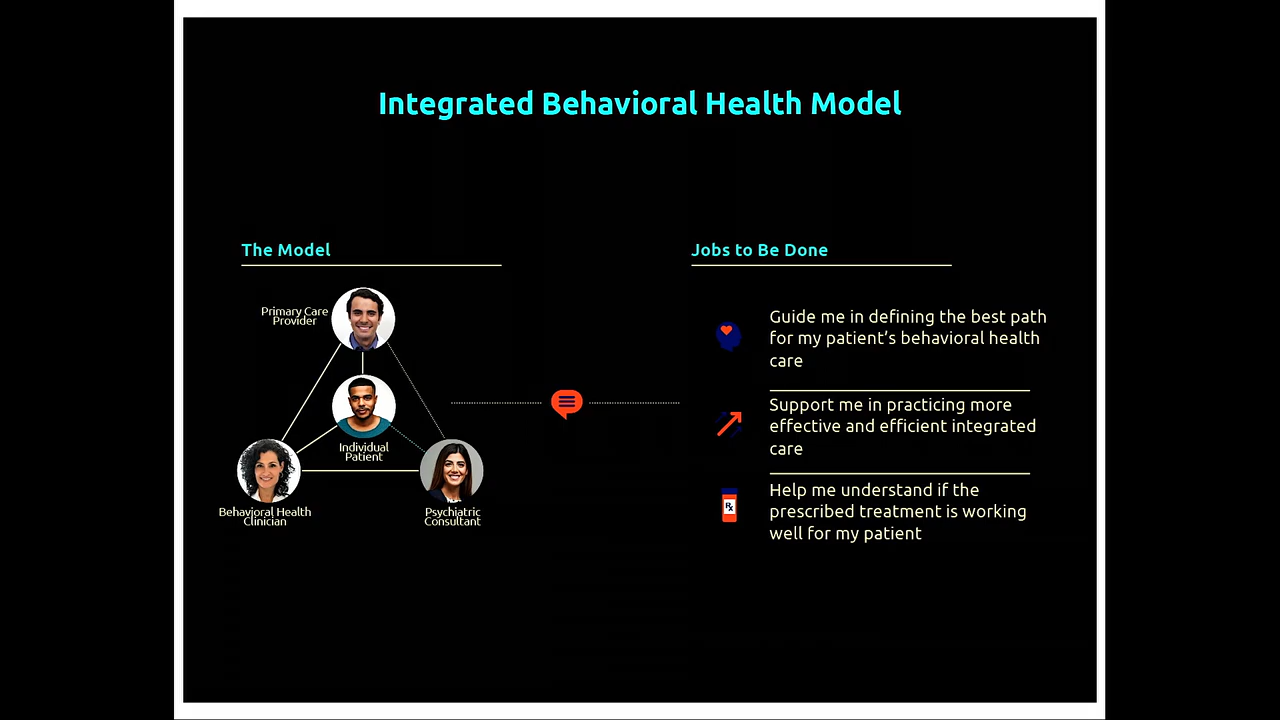 Integrated Behavioral Health Model
The Model
Primary Care
Provider
Individual
Patient
Behavioral Health
Clinician
Psychiatric
Consultant
Jobs to Be Done
Guide me in defining the best path
for my patient’s behavioral health
care
Support me in practicing more
effective and efficient integrated
care
Rx
Help me understand if the
prescribed treatment is working
well for my patient